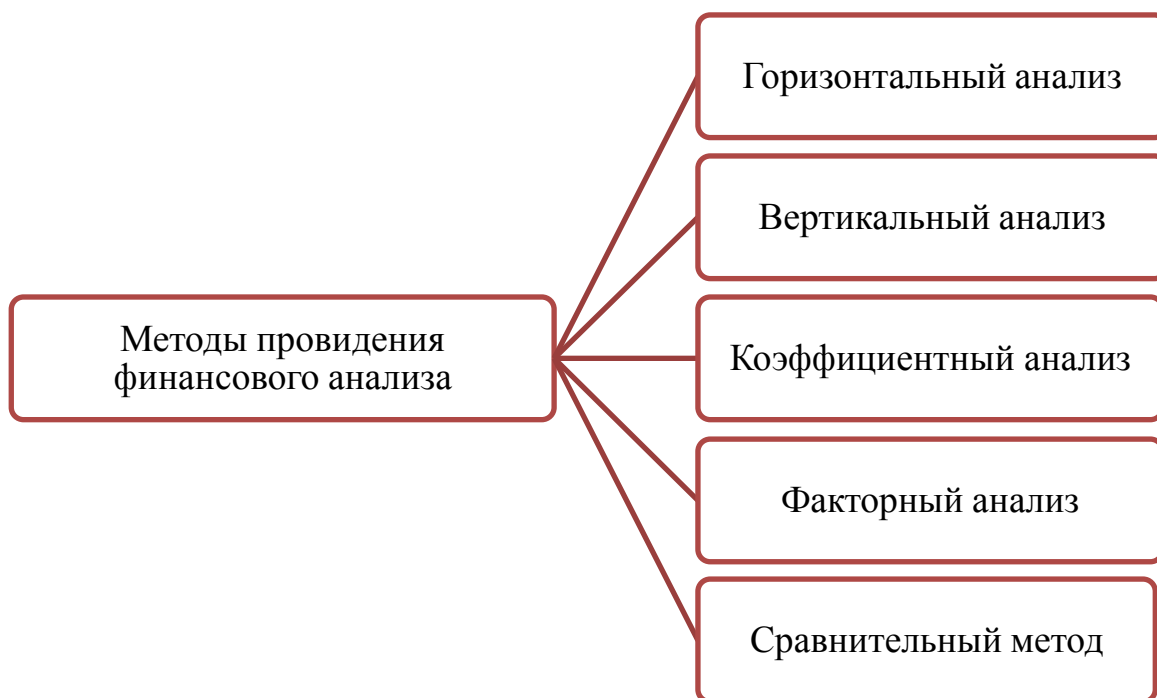 Методы провидения
финансового анализа
Горизонтальный анализ
Вертикальный анализ
Коэффициентный анализ
Факторный анализ
Сравнительный метод